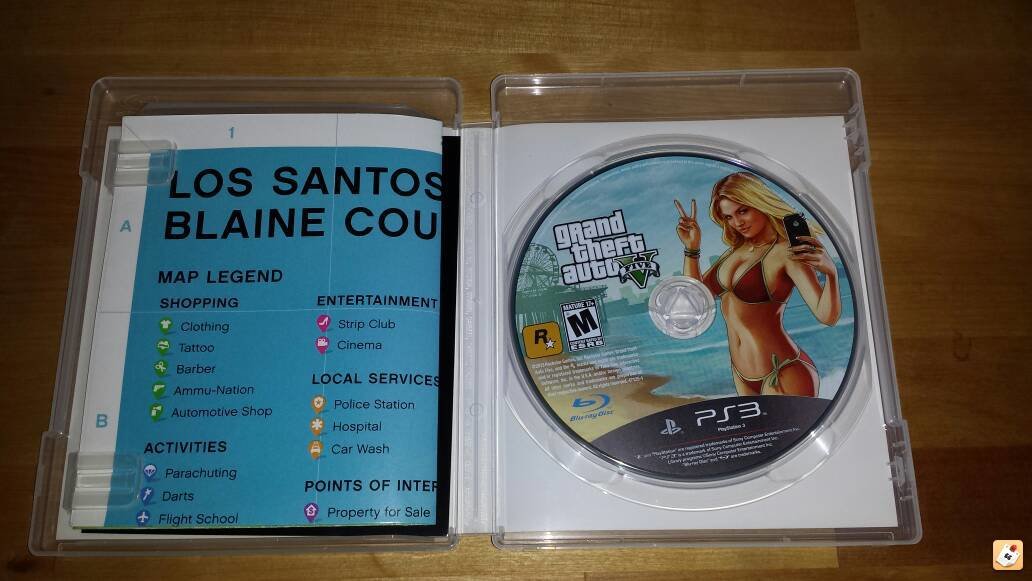 1
A
B
LOS SANTOS
BLAINE COU
MAP LEGEND
SHOPPING
Clothing
Tattoo
Barber
Ammu-Nation
Automotive Shop
ACTIVITIES
Parachuting
Darts
Flight School
ENTERTAINMENT
Strip Club
Cinema
LOCAL SERVICES
Police Station
Hospital
Car Wash
POINTS OF INTER
Property for Sale
grand
theft
auto V
FIVE
R
MATURE 17+
M
ESRB
Blu-ray Disc
PS3
PlayStation 3